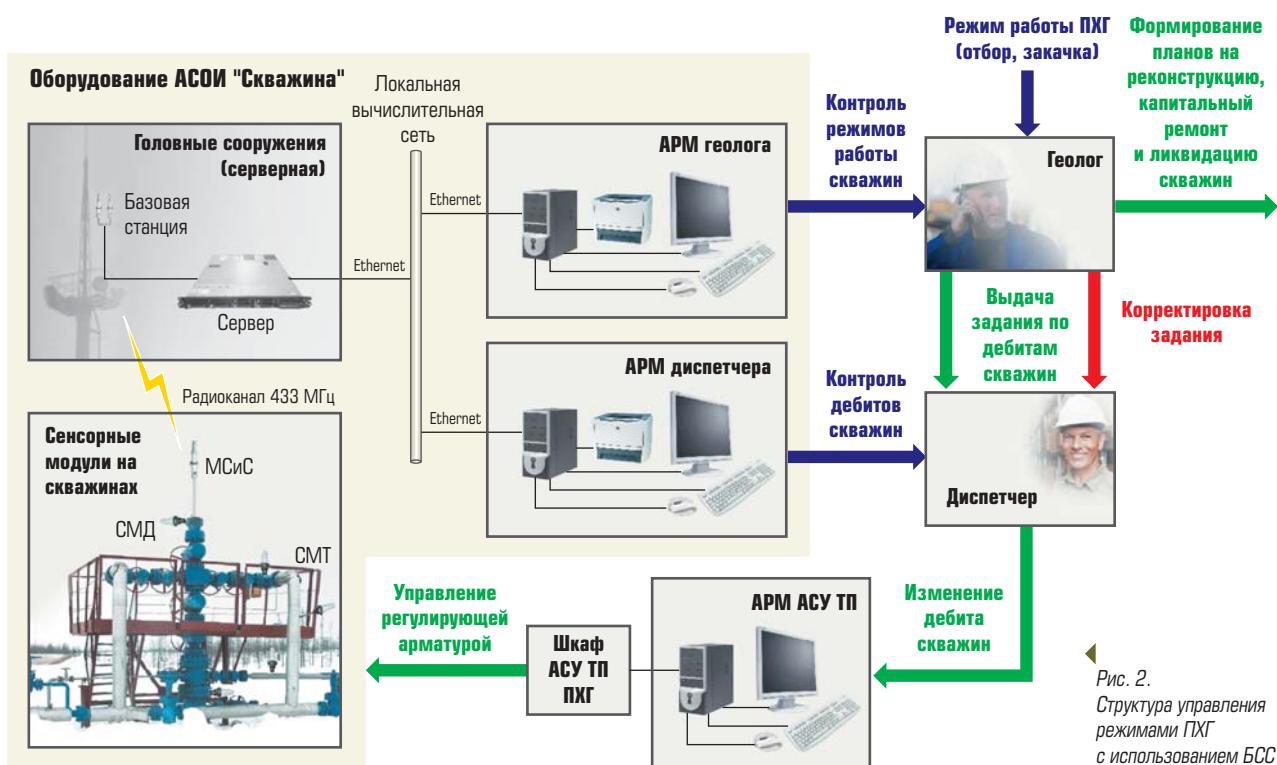 Оборудование АСОИ "Скважина"
Головные сооружения
(серверная)
Базовая
станция
Сервер
Радиоканал 433 МГц
Сенсорные
модули на
скважинах
МСиС
СМД
СМТ
Локальная
вычислительная
сеть
Ethernet
Ethernet
Ethernet
АРМ геолога
АРМ диспетчера
Контроль
режимов
работы
скважин
Контроль
дебитов
скважин
Режим работы ПХГ
(отбор, закачка)
Геолог
Формирование
планов на
реконструкцию,
капитальный
ремонт
и ликвидацию
скважин
Выдача
задания по
дебитам
скважин
Корректировка
задания
Диспетчер
Изменение
дебита
скважин
АРМ АСУ ТП
Шкаф
АСУ ТП
ПХГ
Управление
регулирующей
арматурой
Рис. 2.
Структура управления
режимами ПХГ
с использованием БСС